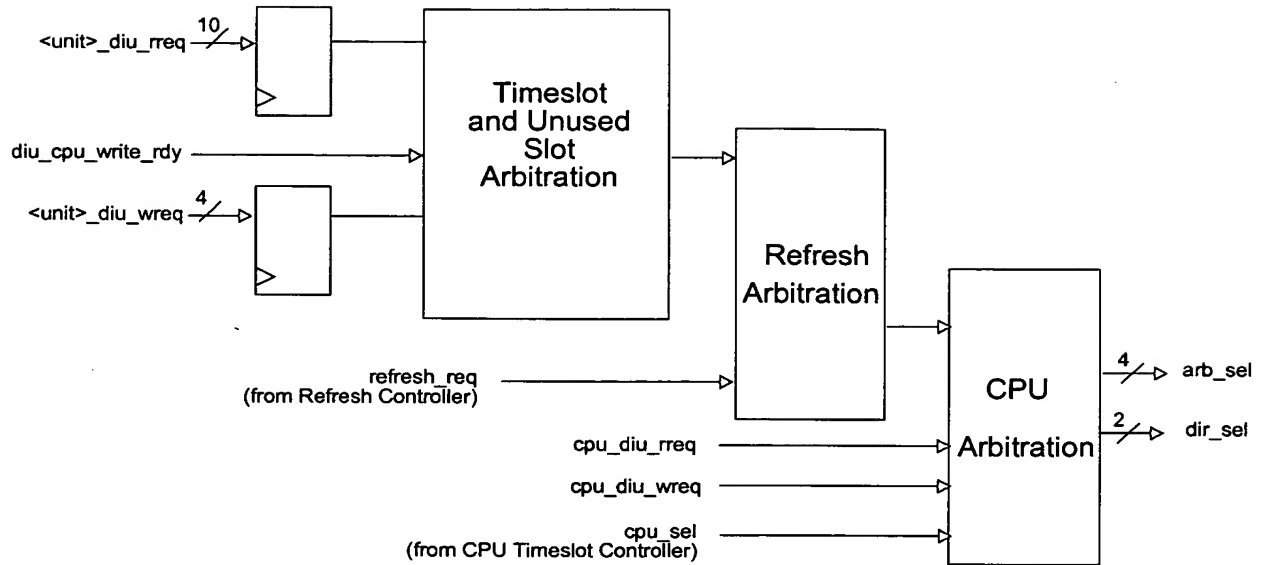 10
<unit>_diu_rreq
Timeslot
and Unused
Slot
Arbitration
diu_cpu_write_rdy
4
<unit>_diu_wreq
Refresh
Arbitration
refresh_req
(from Refresh Controller)
CPU
Arbitration
4
arb_sel
2
dir_sel
cpu_diu_rreq
cpu_diu_wreq
cpu_sel
(from CPU Timeslot Controller)